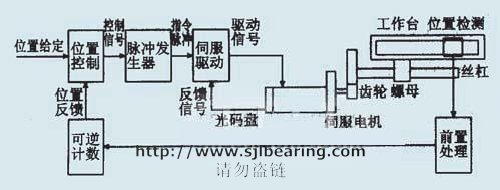 工作台 位置检测
控制
信号
指令
脉冲
驱动
信号
位置给定
位置
控制
脉冲发
生器
伺服
驱动
丝杠
齿轮 螺母
位置
反馈
反馈
信号
光码盘
伺服电机
可逆
计数
前置
处理
http://www.sjlbearing.com
请勿盗链